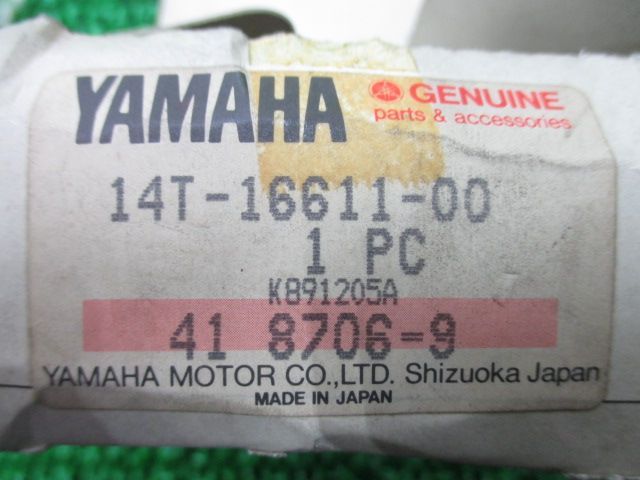 YAMAHA GENUINE
parts & accessories
14T-16611-00
1 PC
K891205A
41 8706-9
YAMAHA MOTOR CO.,LTD. Shizuoka Japan
MADE IN JAPAN